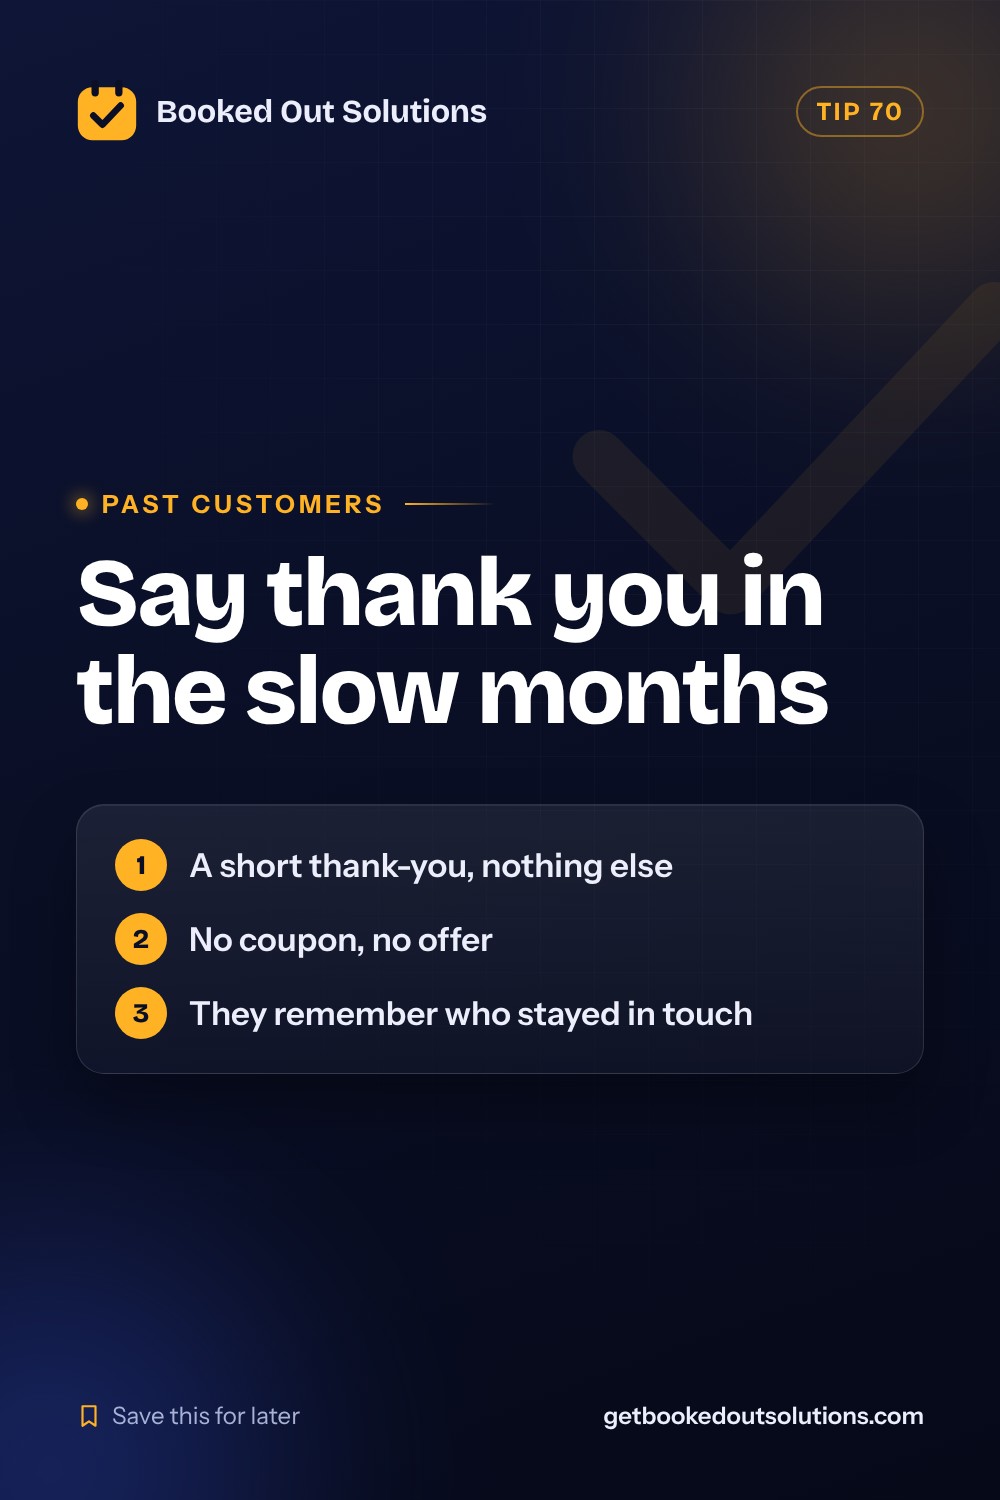 Booked Out Solutions
TIP 70
PAST CUSTOMERS
Say thank you in
the slow months
1 A short thank-you, nothing else
2 No coupon, no offer
3 They remember who stayed in touch
Save this for later
getbookedoutsolutions.com